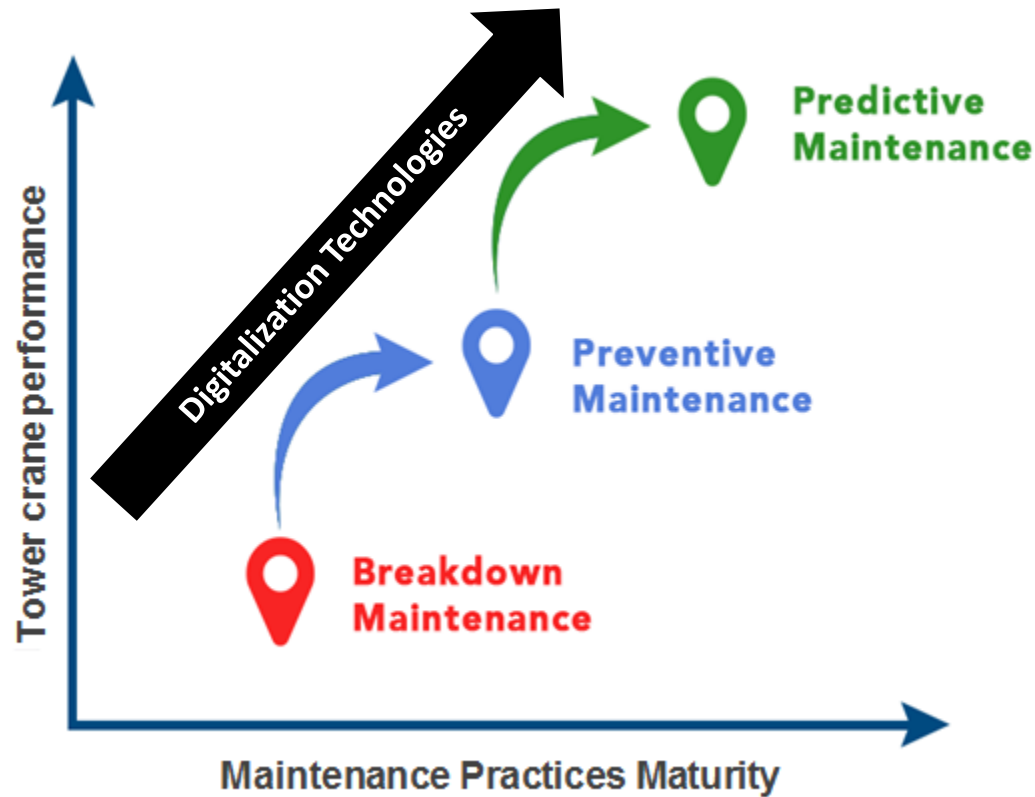 Digitalization Technologies
Predictive
Maintenance
Preventive
Maintenance
Breakdown
Maintenance
Tower crane performance
Maintenance Practices Maturity